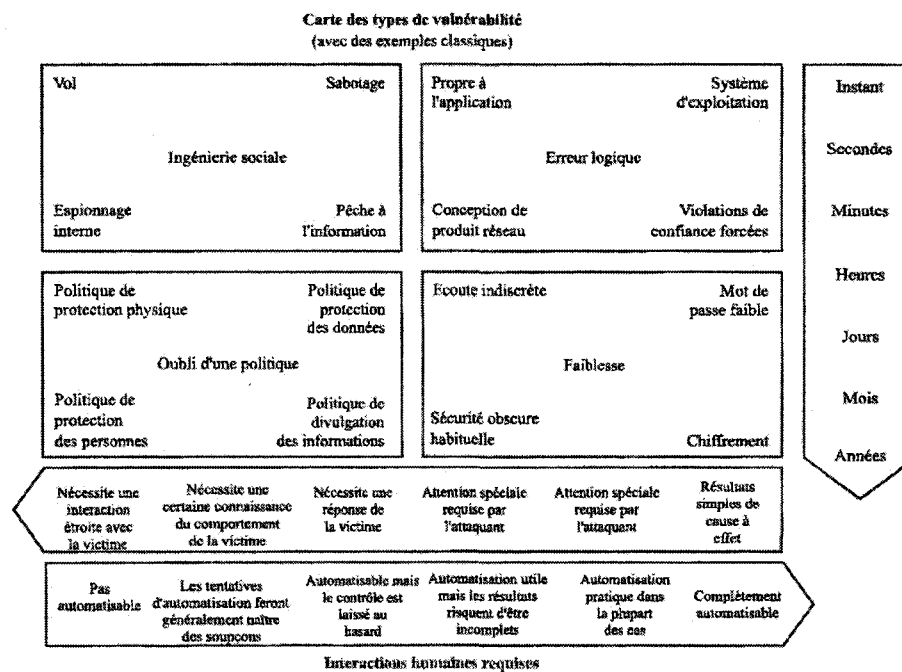 Carte des types de vulnérabilité
(avec des exemples classiques)
Vol
Sabotage
Ingénierie sociale
Espionnage
interne
Pêche à
l'information
Propre à
l'application
Système
d'exploitation
Erreur logique
Conception de
produit réseau
Violations de
confiance forcées
Instant
Secondes
Minutes
Heures
Jours
Mois
Années
Politique de
protection physique
Politique de
protection
des données
Oubli d'une politique
Politique de
protection
des personnes
Politique de
divulgation
des informations
Ecoute indiscrète
Mot de
passe faible
Faiblesse
Sécurité obscure
habituelle
Chiffrement
Nécessite une
interaction
étroite avec
la victime
Nécessite une
certaine connaissance
du comportement
de la victime
Nécessite une
réponse de
la victime
Attention spéciale
requise par
l'attaquant
Attention spéciale
requise par
l'attaquant
Résultats
simples de
cause à
effet
Pas
automatisable
Les tentatives
d'automatisation feront
généralement naître
des soupçons
Automatisable mais
le contrôle est
laissé au
hasard
Automatisation utile
mais les résultats
risquent d'être
incomplets
Automatisation
pratique dans
la plupart
des cas
Complètement
automatisable
Interactions humaines requises